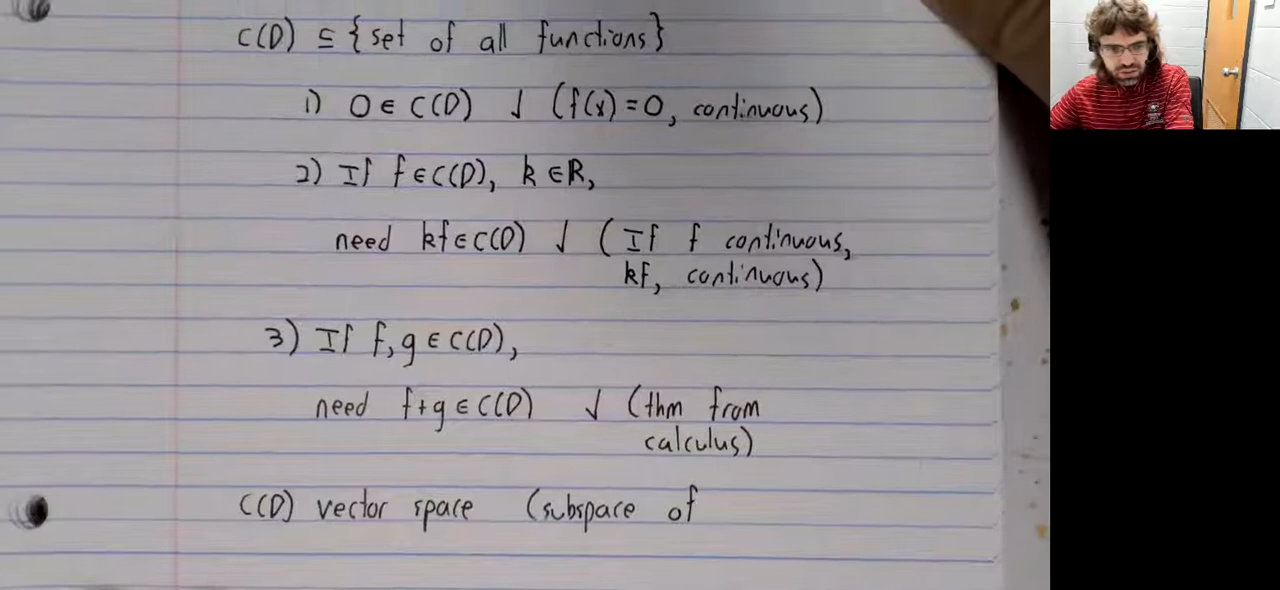 C(D) ⊆ {set of all functions}
1) 0 ∈ C(D) ✓ (f(x) = 0, continuous)
2) If f ∈ C(D), k ∈ ℝ,
need kf ∈ C(D) ✓ (If f continuous,
kf, continuous)
3) If f, g ∈ C(D),
need f+g ∈ C(D) ✓ (thm from
calculus)
C(D) vector space (subspace of